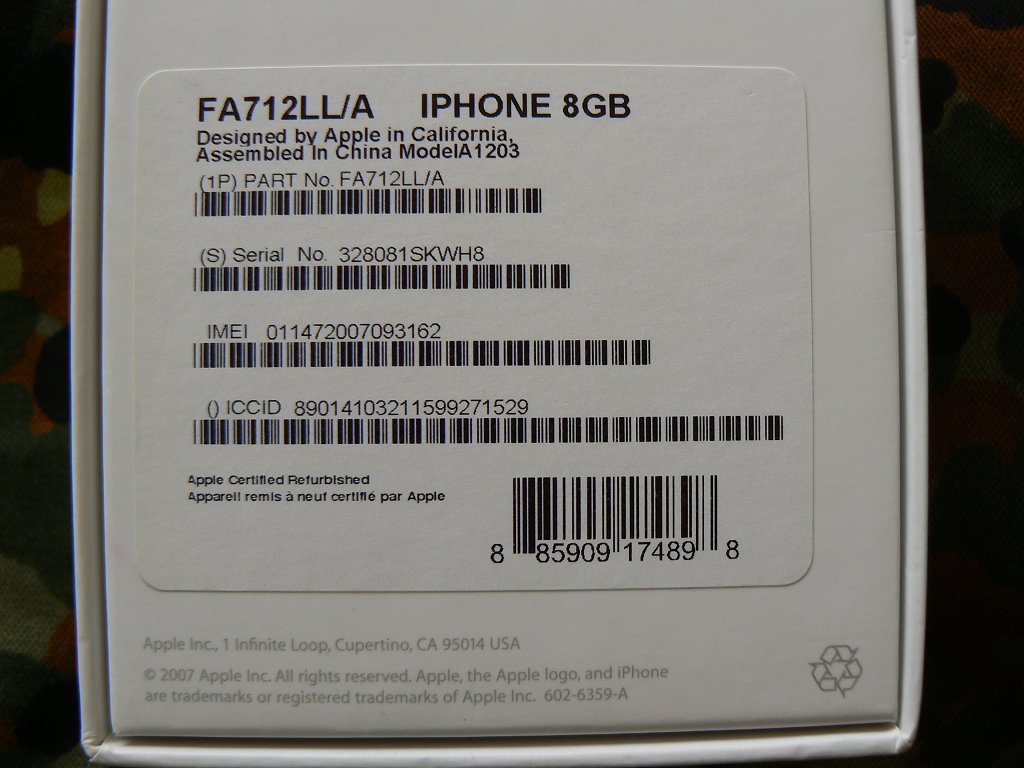 FA712LL/A IPHONE 8GB
Designed by Apple in California,
Assembled In China ModelA1203
(1P) PART No. FA712LL/A
(S) Serial No. 328081SKWH8
IMEI 011472007093162
() ICCID 89014103211599271529
Apple Certified Refurbished
Appareil remis à neuf certifié par Apple
8 85909 17489 8
Apple Inc., 1 Infinite Loop, Cupertino, CA 95014 USA
© 2007 Apple Inc. All rights reserved. Apple, the Apple logo, and iPhone
are trademarks or registered trademarks of Apple Inc. 602-6359-A